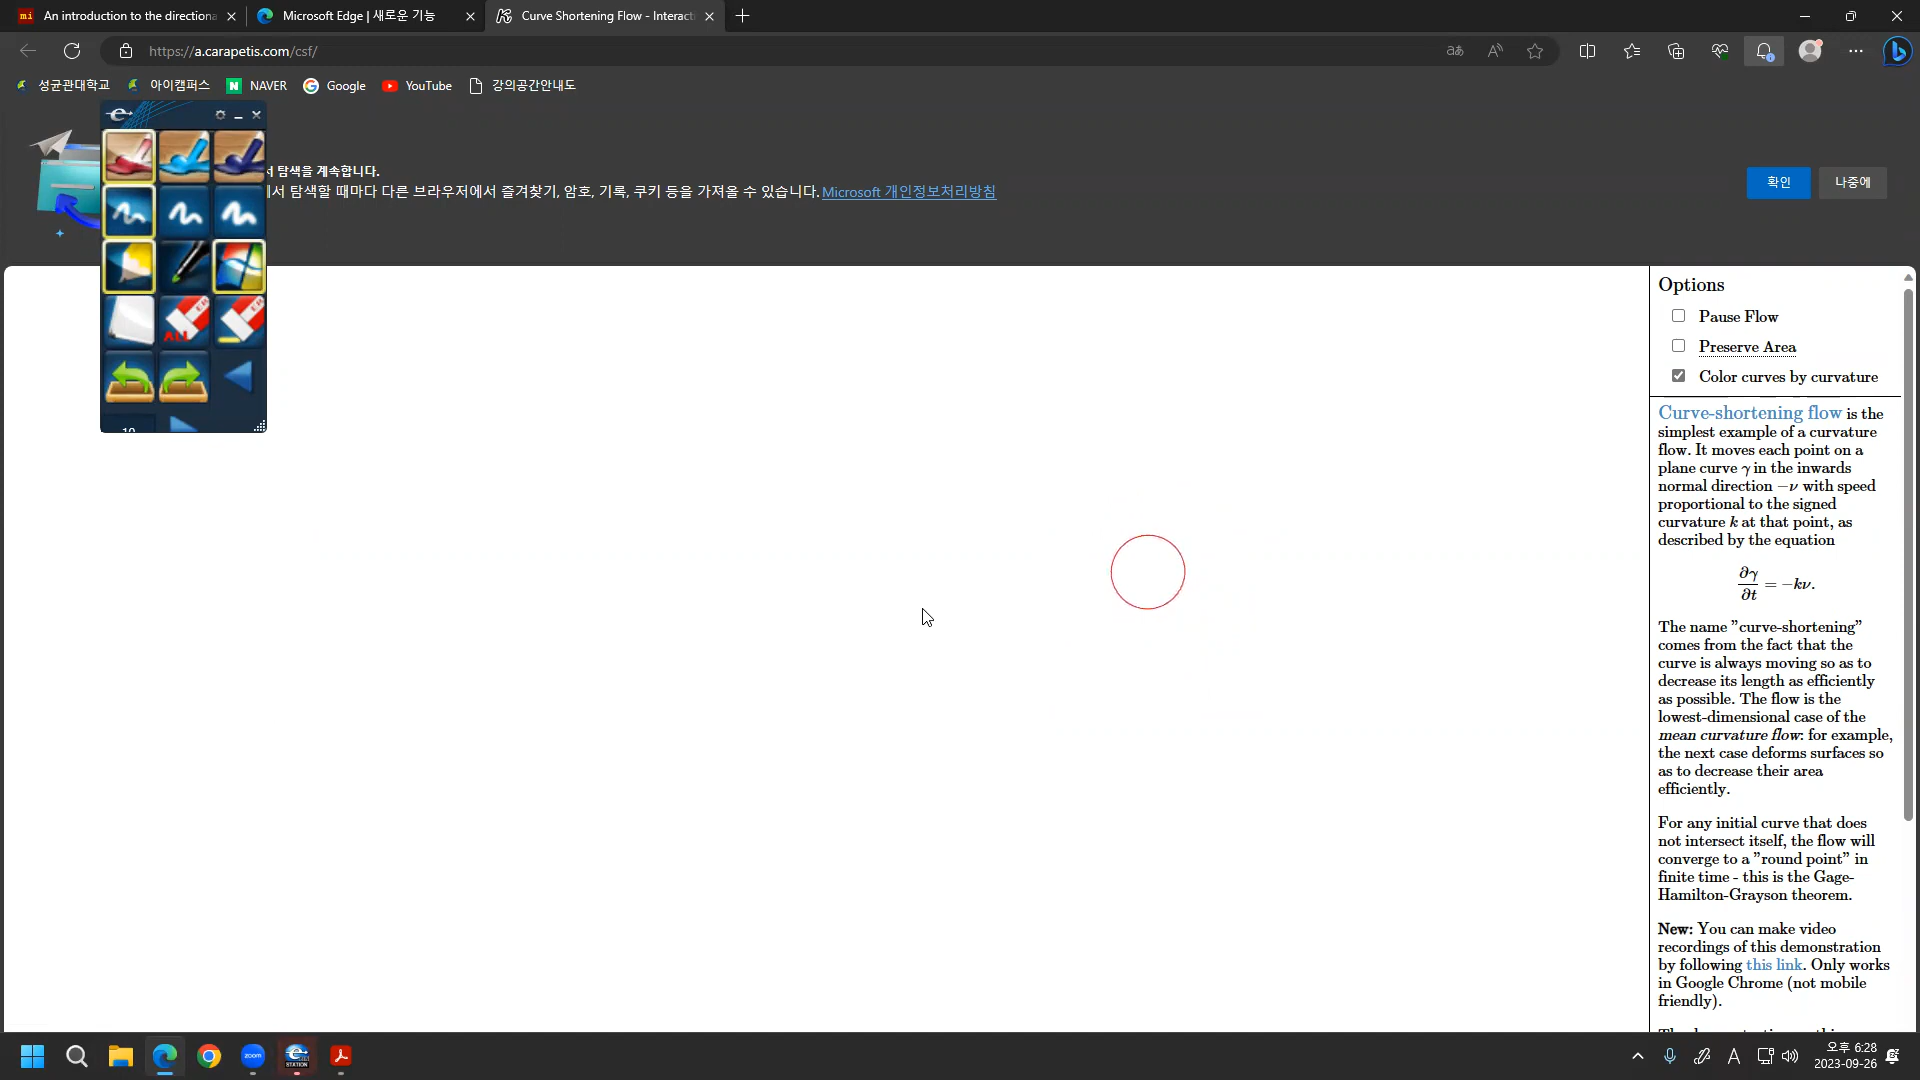 An introduction to the directiona
Microsoft Edge | 새로운 기능
Curve Shortening Flow - Interacti
https://a.carapetis.com/csf/
성균관대학교
아이캠퍼스
NAVER
Google
YouTube
강의공간안내도
서 탐색을 계속합니다.
에서 탐색할 때마다 다른 브라우저에서 즐겨찾기, 암호, 기록, 쿠키 등을 가져올 수 있습니다. Microsoft 개인정보처리방침
확인
나중에
ALL
Options
Pause Flow
Preserve Area
Color curves by curvature
Curve-shortening flow is the
simplest example of a curvature
flow. It moves each point on a
plane curve γ in the inwards
normal direction −ν with speed
proportional to the signed
curvature k at that point, as
described by the equation
∂γ/∂t = −kν.
The name "curve-shortening"
comes from the fact that the
curve is always moving so as to
decrease its length as efficiently
as possible. The flow is the
lowest-dimensional case of the
mean curvature flow: for example,
the next case deforms surfaces so
as to decrease their area
efficiently.
For any initial curve that does
not intersect itself, the flow will
converge to a "round point" in
finite time - this is the Gage-
Hamilton-Grayson theorem.
New: You can make video
recordings of this demonstration
by following this link. Only works
in Google Chrome (not mobile
friendly).
zoom
STATION
A
오후 6:28
2023-09-26